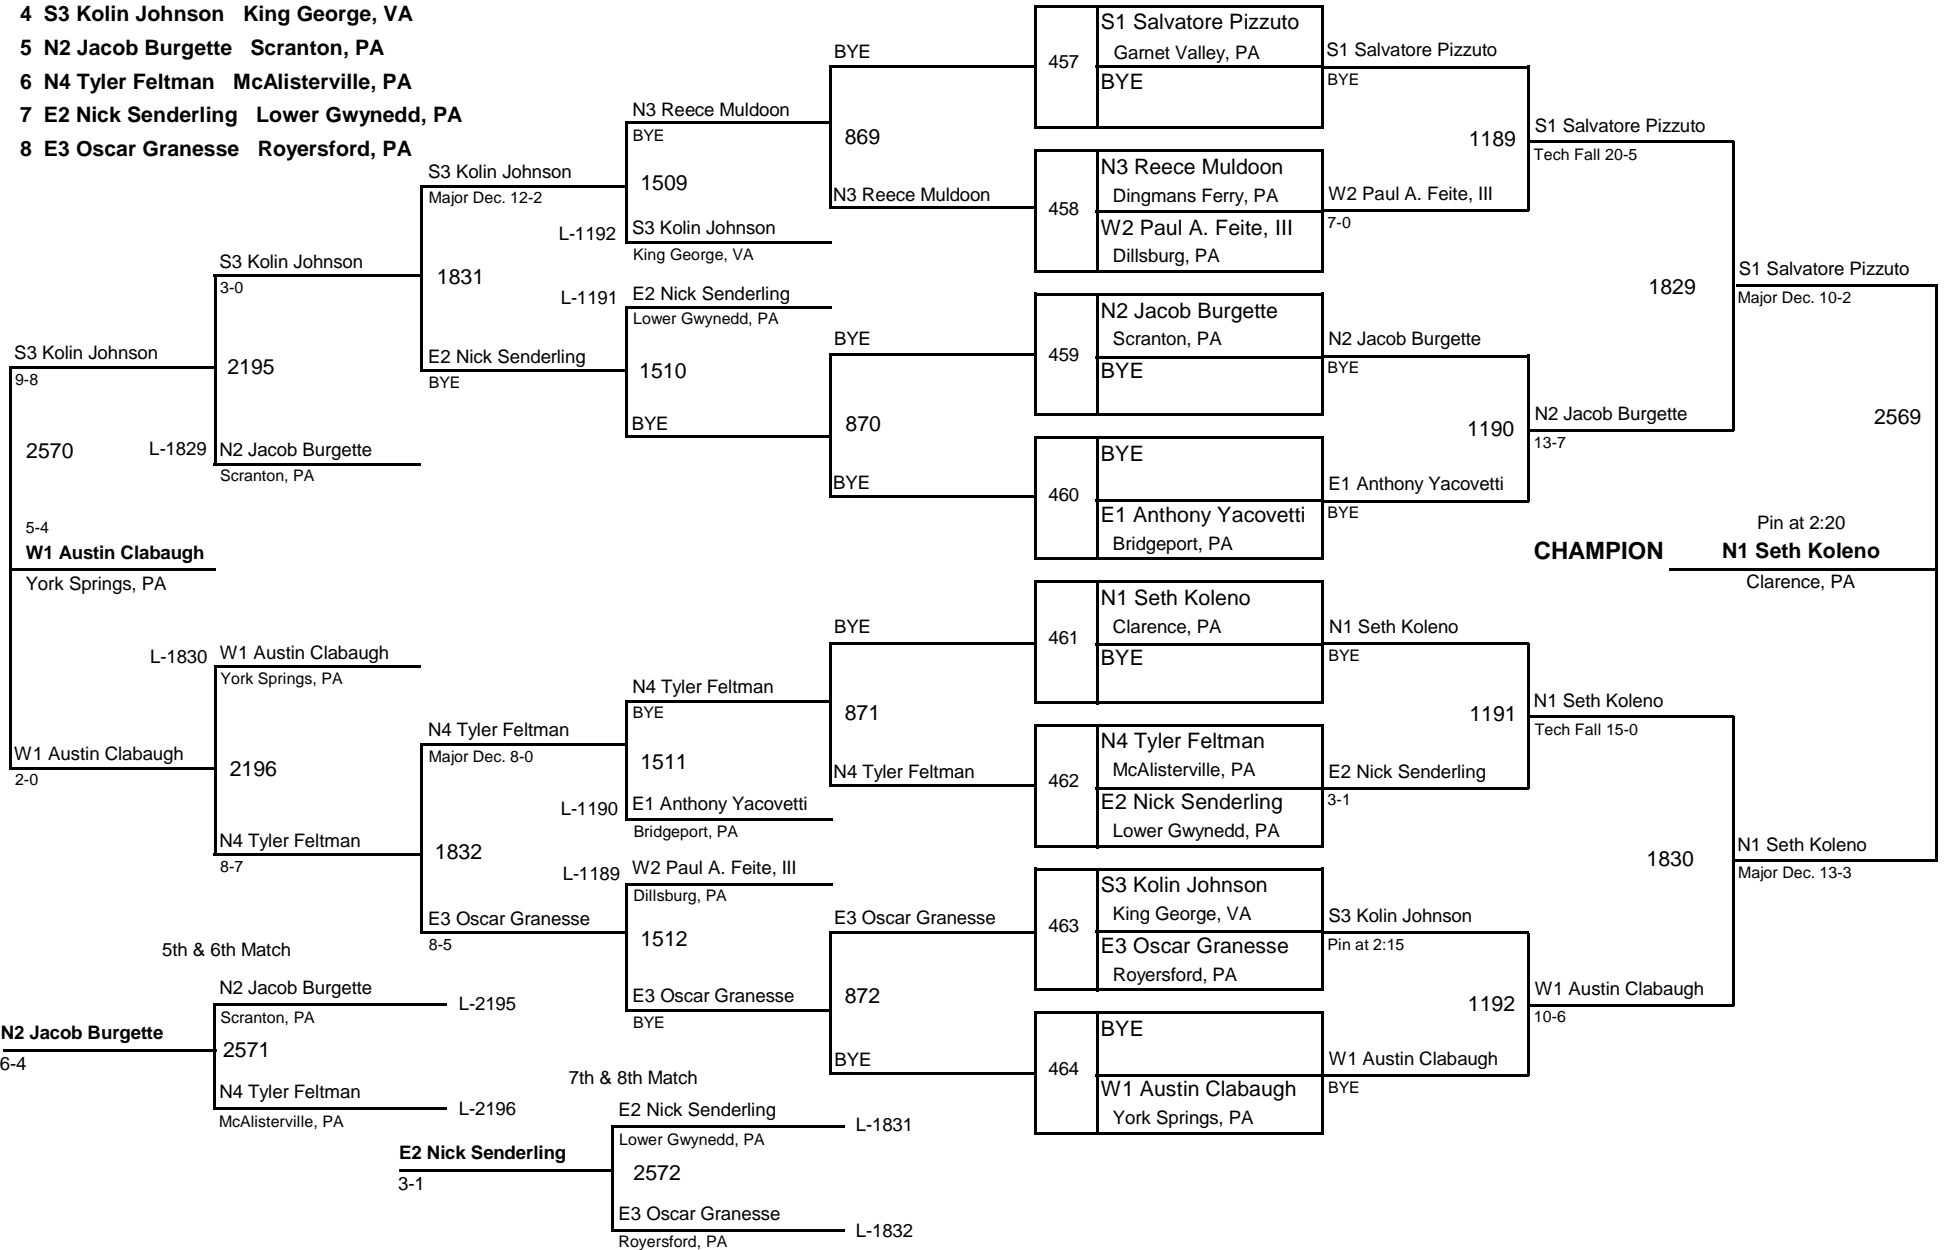 4 S3 Kolin Johnson King George, VA
5 N2 Jacob Burgette Scranton, PA
6 N4 Tyler Feltman McAlisterville, PA
7 E2 Nick Senderling Lower Gwynedd, PA
8 E3 Oscar Granesse Royersford, PA
457
S1 Salvatore Pizzuto
Garnet Valley, PA
BYE
458
N3 Reece Muldoon
Dingmans Ferry, PA
W2 Paul A. Feite, III
Dillsburg, PA
459
N2 Jacob Burgette
Scranton, PA
BYE
460
BYE
E1 Anthony Yacovetti
Bridgeport, PA
461
N1 Seth Koleno
Clarence, PA
BYE
462
N4 Tyler Feltman
McAlisterville, PA
E2 Nick Senderling
Lower Gwynedd, PA
463
S3 Kolin Johnson
King George, VA
E3 Oscar Granesse
Royersford, PA
464
BYE
W1 Austin Clabaugh
York Springs, PA
S1 Salvatore Pizzuto
BYE
1189
W2 Paul A. Feite, III
7-0
N2 Jacob Burgette
BYE
1190
E1 Anthony Yacovetti
BYE
N1 Seth Koleno
BYE
1191
E2 Nick Senderling
3-1
S3 Kolin Johnson
Pin at 2:15
1192
W1 Austin Clabaugh
BYE
S1 Salvatore Pizzuto
Tech Fall 20-5
1829
N2 Jacob Burgette
13-7
N1 Seth Koleno
Tech Fall 15-0
1830
W1 Austin Clabaugh
10-6
S1 Salvatore Pizzuto
Major Dec. 10-2
2569
N1 Seth Koleno
Major Dec. 13-3
Pin at 2:20
CHAMPION N1 Seth Koleno
Clarence, PA
BYE
869
N3 Reece Muldoon
BYE
870
BYE
BYE
871
N4 Tyler Feltman
E3 Oscar Granesse
872
BYE
N3 Reece Muldoon
BYE
1509
L-1192 S3 Kolin Johnson
King George, VA
L-1191 E2 Nick Senderling
Lower Gwynedd, PA
1510
BYE
N4 Tyler Feltman
BYE
1511
L-1190 E1 Anthony Yacovetti
Bridgeport, PA
L-1189 W2 Paul A. Feite, III
Dillsburg, PA
1512
E3 Oscar Granesse
BYE
S3 Kolin Johnson
Major Dec. 12-2
1831
E2 Nick Senderling
BYE
N4 Tyler Feltman
Major Dec. 8-0
1832
E3 Oscar Granesse
8-5
S3 Kolin Johnson
3-0
2195
L-1829 N2 Jacob Burgette
Scranton, PA
L-1830 W1 Austin Clabaugh
York Springs, PA
2196
N4 Tyler Feltman
8-7
S3 Kolin Johnson
9-8
2570
5-4
W1 Austin Clabaugh
York Springs, PA
W1 Austin Clabaugh
2-0
5th & 6th Match
N2 Jacob Burgette L-2195
Scranton, PA
N2 Jacob Burgette
6-4
2571
N4 Tyler Feltman L-2196
McAlisterville, PA
7th & 8th Match
E2 Nick Senderling L-1831
Lower Gwynedd, PA
E2 Nick Senderling
3-1
2572
E3 Oscar Granesse L-1832
Royersford, PA